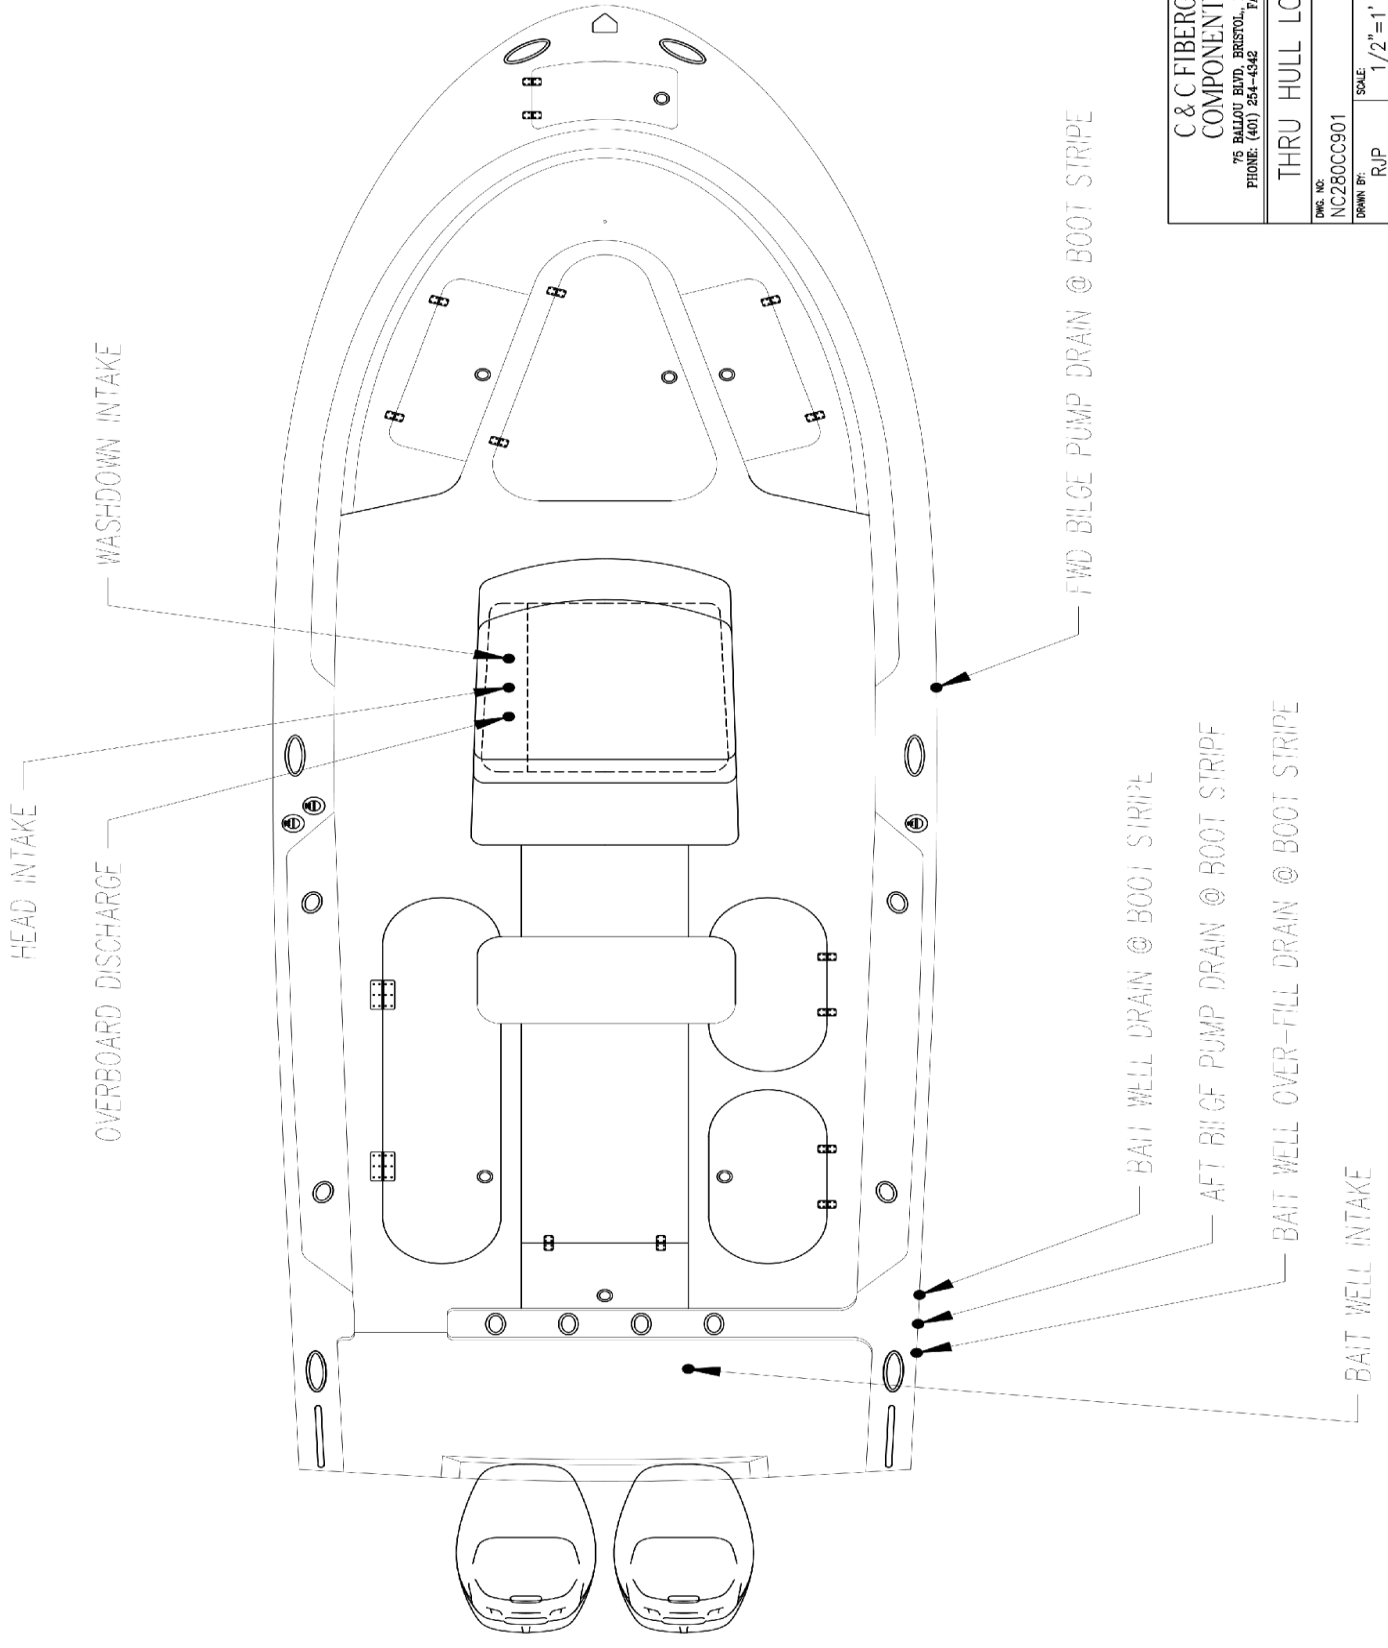 HEAD INTAKE
WASHDOWN INTAKE
OVERBOARD DISCHARGE
FWD BILGE PUMP DRAIN @ BOOT STRIPE
BAIT WELL DRAIN @ BOOT STRIPE
AFT BILGE PUMP DRAIN @ BOOT STRIPE
BAIT WELL OVER-FILL DRAIN @ BOOT STRIPE
BAIT WELL INTAKE
C & C
COMPONENT
75 BALLOU BLVD, BRISTOL,
PHONE: (401) 254-4342
THRU HULL
DWG. NO:
NC280CC901
DRAWN BY: SCALE:
RJP 1/2"=1'